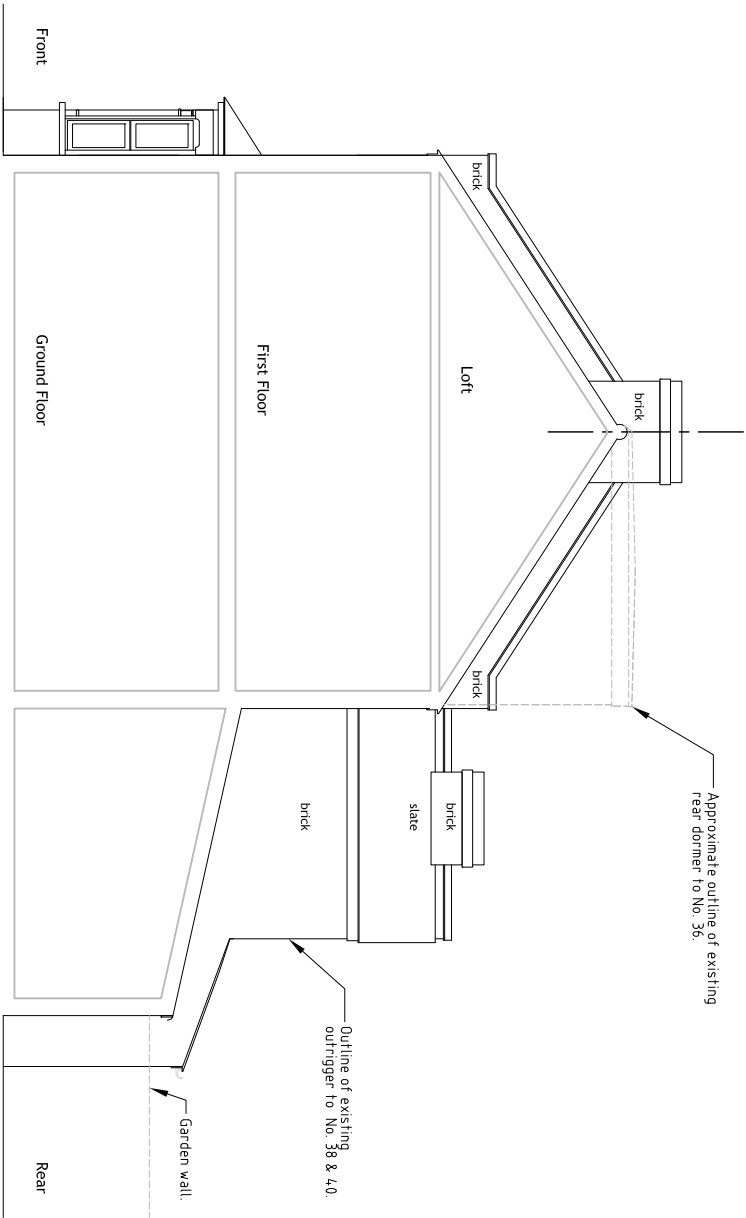 Approximate outline of existing
rear dormer to No. 36.
brick
brick
brick
Loft
brick
slate
First Floor
brick
Outline of existing
outrigger to No. 38 & 40.
Garden wall.
Front
Ground Floor
Rear